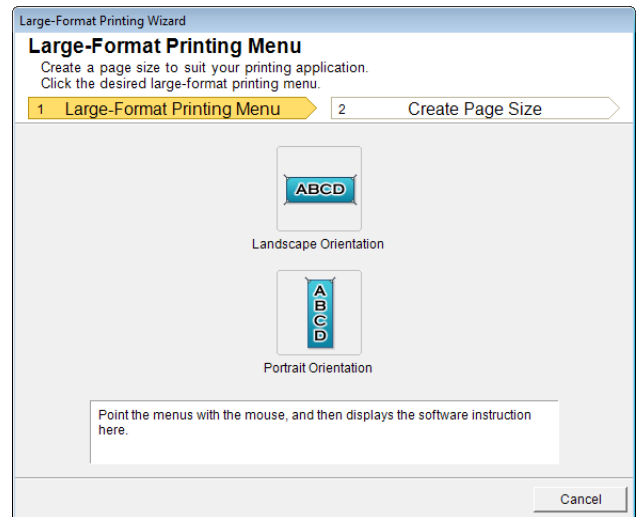 Large-Format Printing Wizard
Large-Format Printing Menu
Create a page size to suit your printing application.
Click the desired large-format printing menu.
1 Large-Format Printing Menu 2 Create Page Size
ABCD
Landscape Orientation
A
B
C
D
Portrait Orientation
Point the menus with the mouse, and then displays the software instruction
here.
Cancel